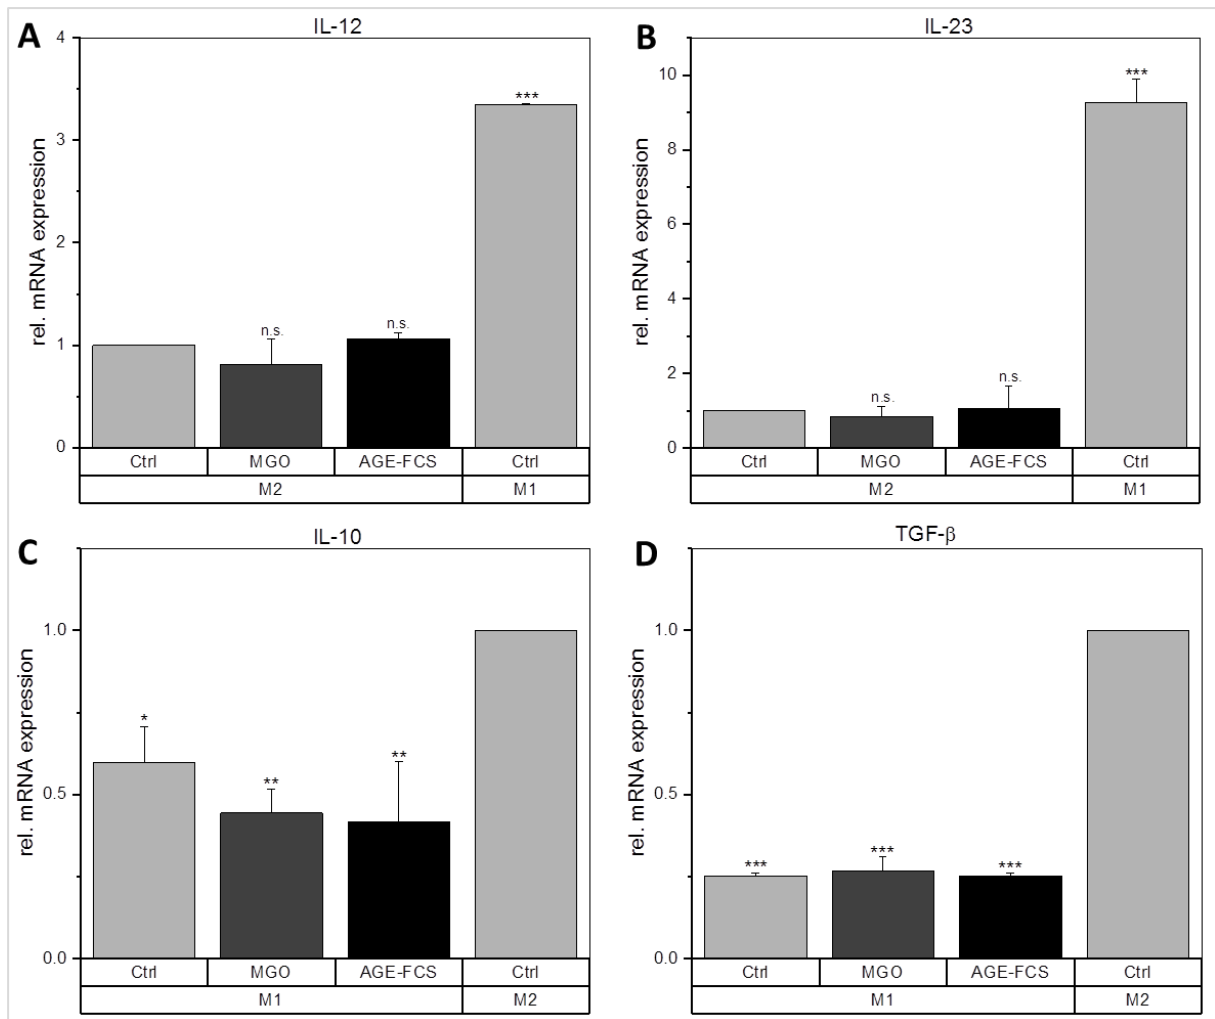 A
IL-12
rel. mRNA expression
4
3
2
1
0
n.s.
n.s.
***
Ctrl MGO AGE-FCS Ctrl
M2 M1
B
IL-23
rel. mRNA expression
10
8
6
4
2
0
n.s.
n.s.
***
Ctrl MGO AGE-FCS Ctrl
M2 M1
C
IL-10
rel. mRNA expression
1.0
0.5
0.0
*
**
**
Ctrl MGO AGE-FCS Ctrl
M1 M2
D
TGF-β
rel. mRNA expression
1.0
0.5
0.0
***
***
***
Ctrl MGO AGE-FCS Ctrl
M1 M2